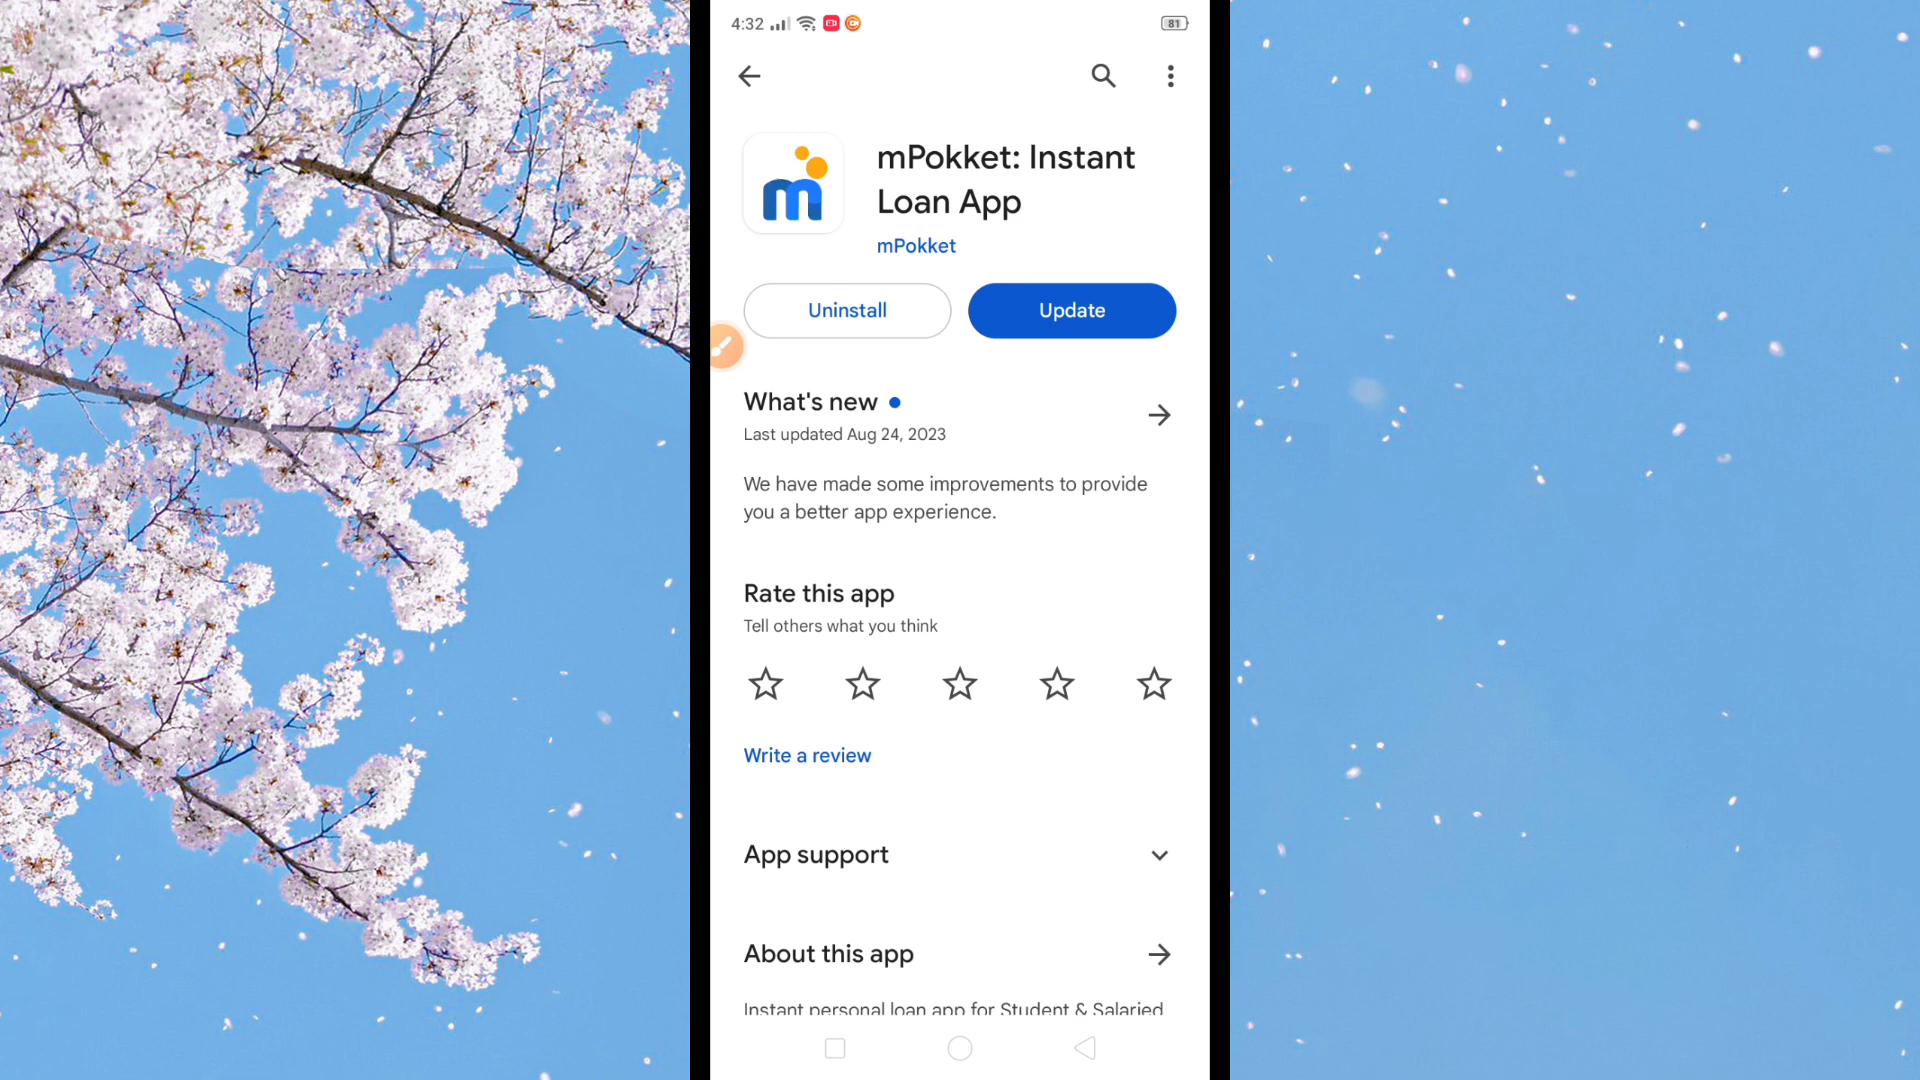 4:32
81
mPokket: Instant
Loan App
mPokket
Uninstall
Update
What's new
Last updated Aug 24, 2023
We have made some improvements to provide
you a better app experience.
Rate this app
Tell others what you think
Write a review
App support
About this app
Instant personal loan app for Student & Salaried